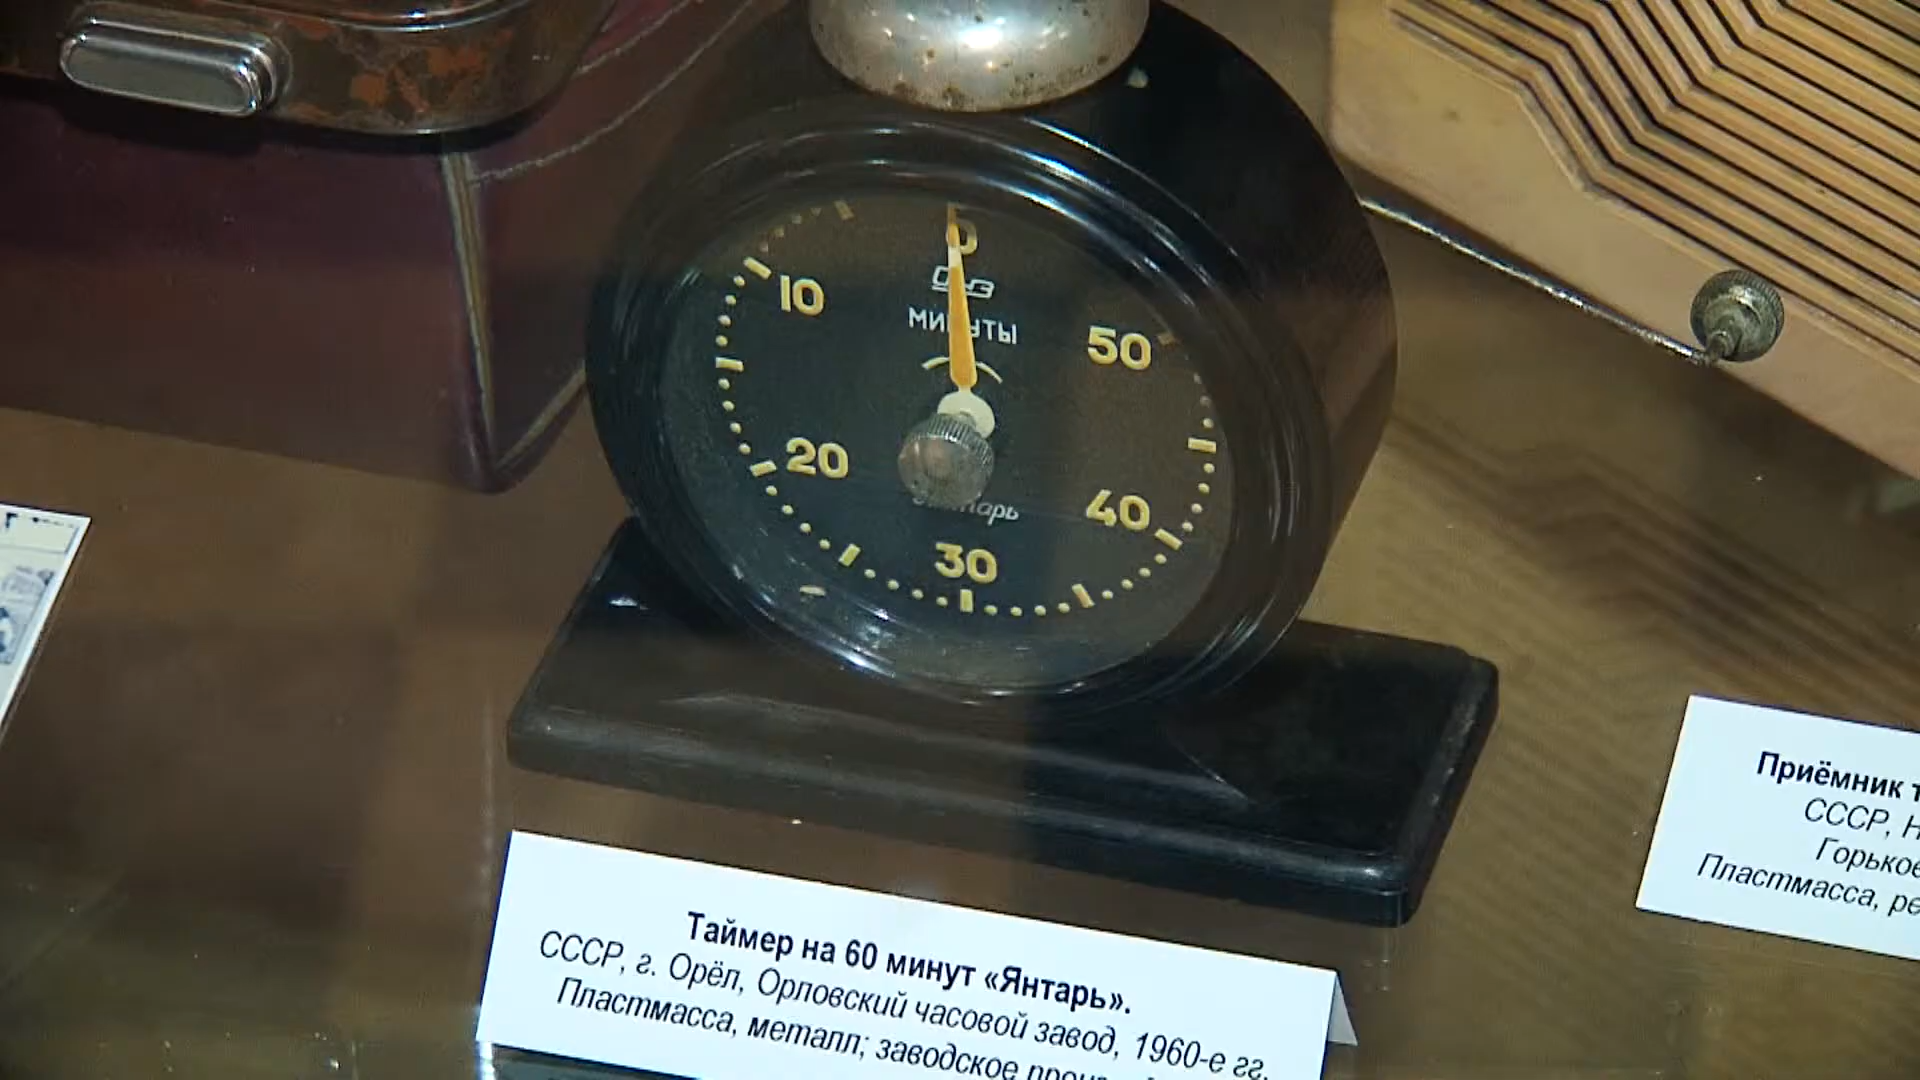 0
ОЧЗ
МИНУТЫ
10
50
20
40
Янтарь
30
Таймер на 60 минут «Янтарь».
СССР, г. Орёл, Орловский часовой завод, 1960-е гг.
Пластмасса, металл; заводское
Приёмник
СССР,
Пластмасса,